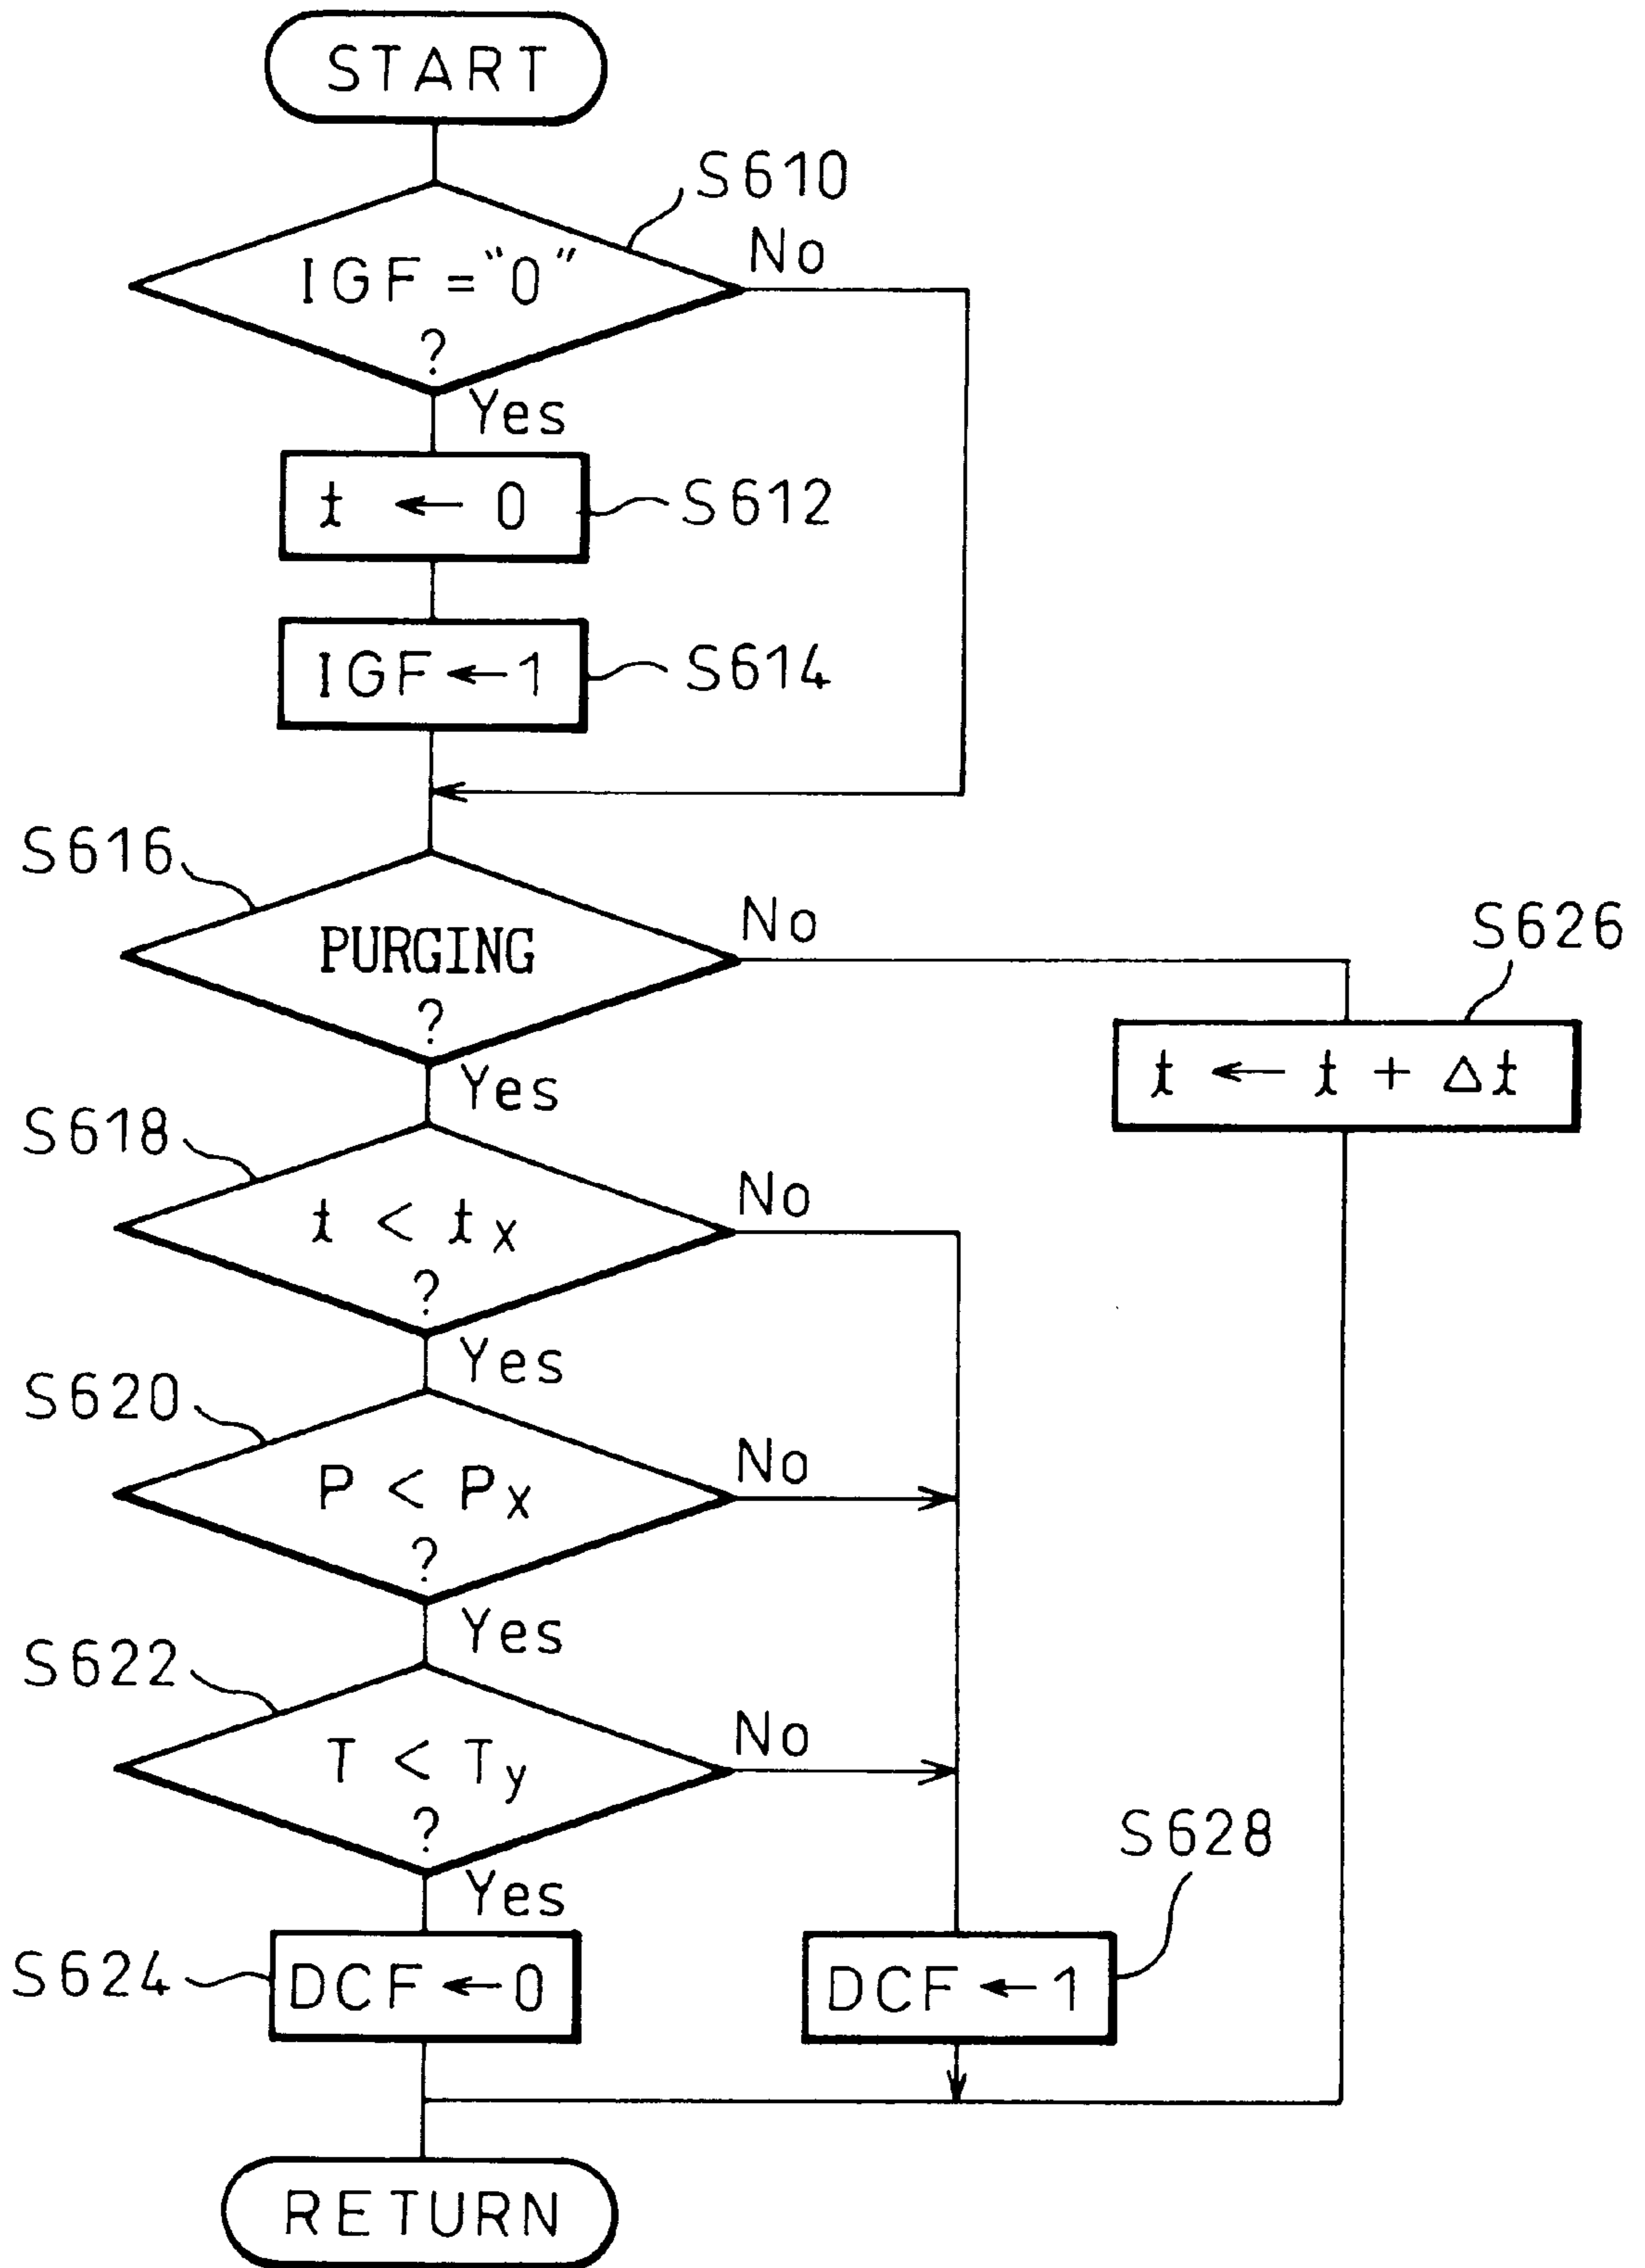 START
S610
IGF = "0"
?
No
Yes
t ← 0
S612
IGF ← 1
S614
S616
PURGING
?
No
Yes
S626
t ← t + Δt
S618
t < tx
?
No
Yes
S620
P < Px
?
No
Yes
S622
T < Ty
?
No
Yes
S628
S624
DCF ← 0
DCF ← 1
RETURN